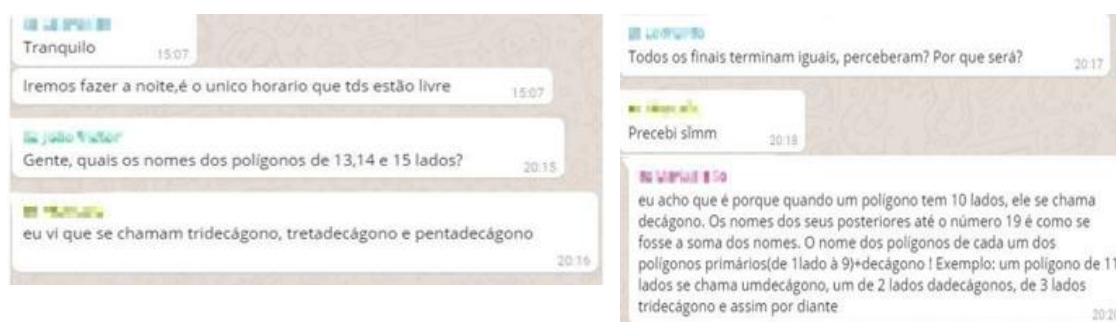 Tranquilo
15:07
Iremos fazer a noite,é o unico horario que tds estão livre
15:07
Gente, quais os nomes dos polígonos de 13,14 e 15 lados?
20:15
eu vi que se chamam tridecágono, tretadecágono e pentadecágono
20:16
Todos os finais terminam iguais, perceberam? Por que será?
20:17
Precebi sImm
20:18
eu acho que é porque quando um polígono tem 10 lados, ele se chama
decágono. Os nomes dos seus posteriores até o número 19 é como se
fosse a soma dos nomes. O nome dos polígonos de cada um dos
polígonos primários(de 1lado à 9)+decágono ! Exemplo: um polígono de 11
lados se chama umdecágono, um de 2 lados dadecágonos, de 3 lados
tridecágono e assim por diante